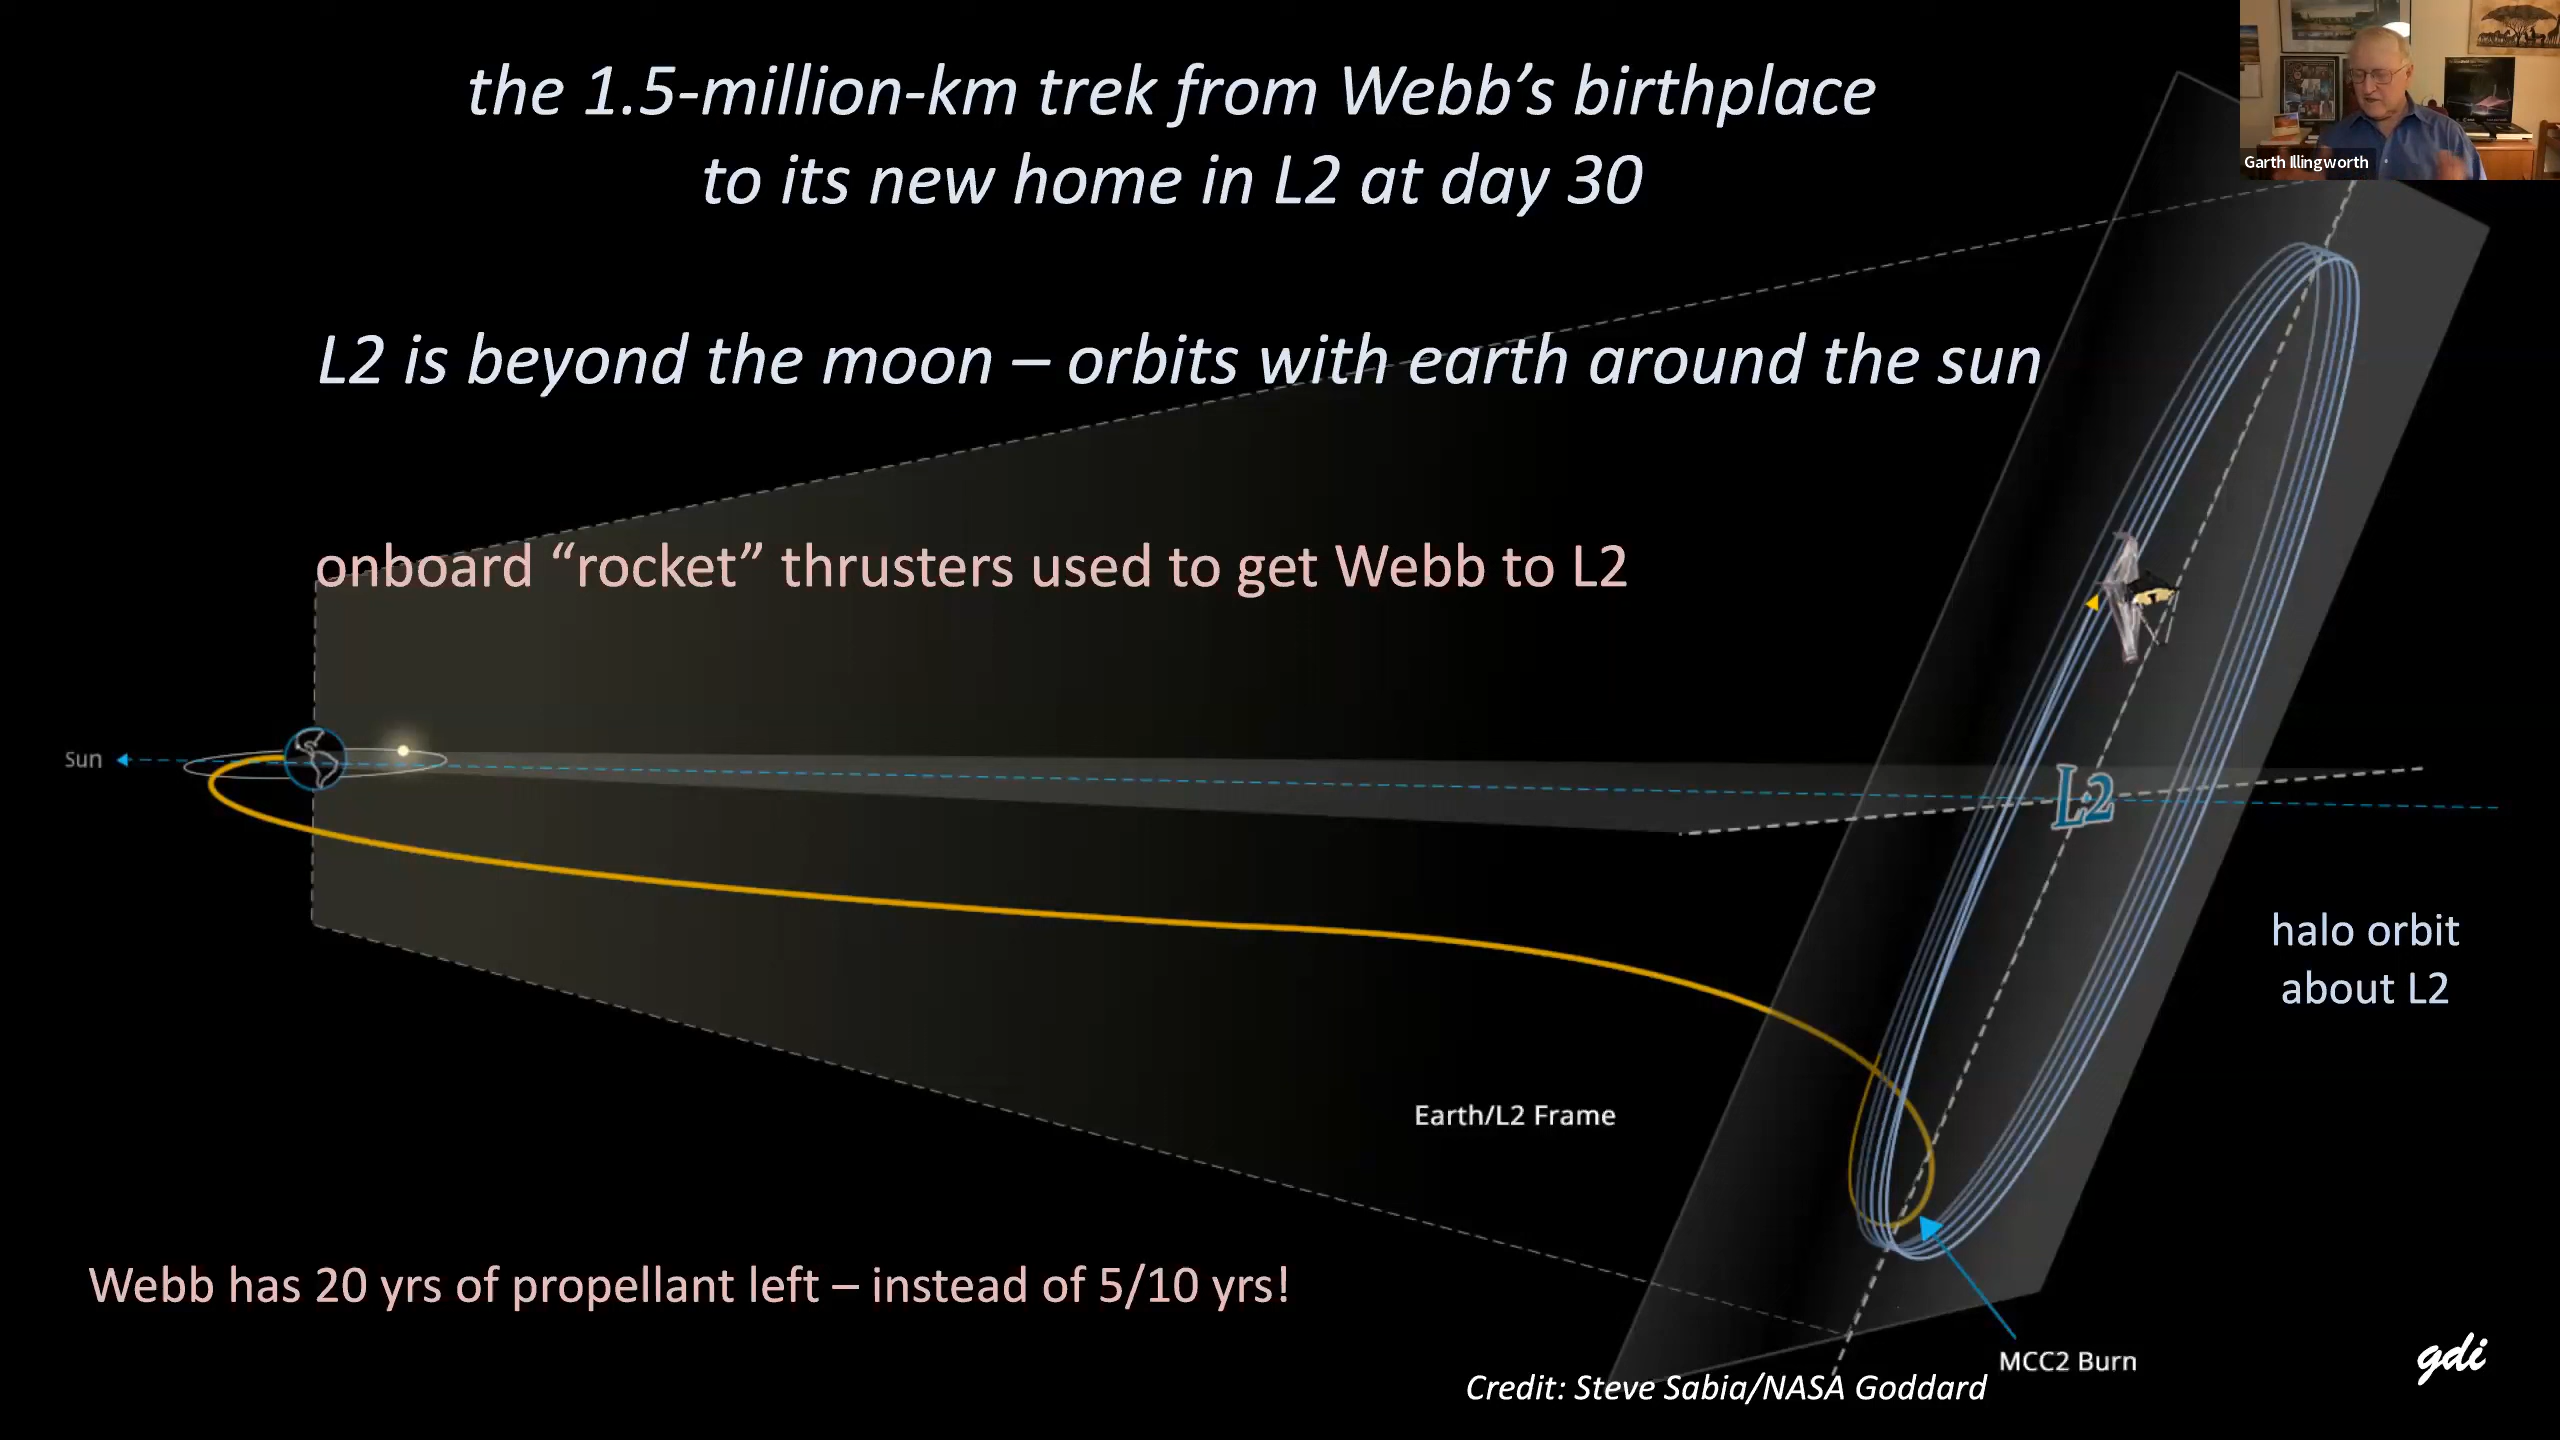 the 1.5-million-km trek from Webb’s birthplace
to its new home in L2 at day 30
Garth Illingworth
L2 is beyond the moon – orbits with earth around the sun
onboard “rocket” thrusters used to get Webb to L2
Sun
L2
halo orbit
about L2
Earth/L2 Frame
Webb has 20 yrs of propellant left – instead of 5/10 yrs!
MCC2 Burn
Credit: Steve Sabia/NASA Goddard
gdi